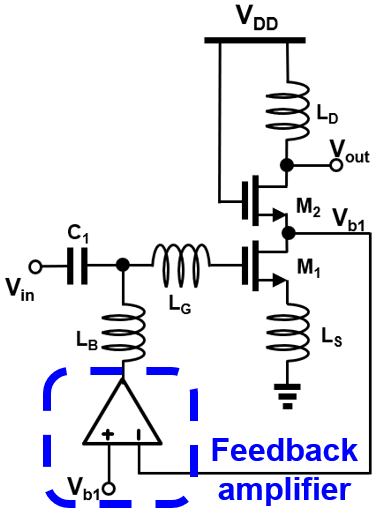 VDD
LD
Vout
M2
C1
Vb1
M1
Vin
LG
LB
LS
+ −
Feedback
Vb1
amplifier